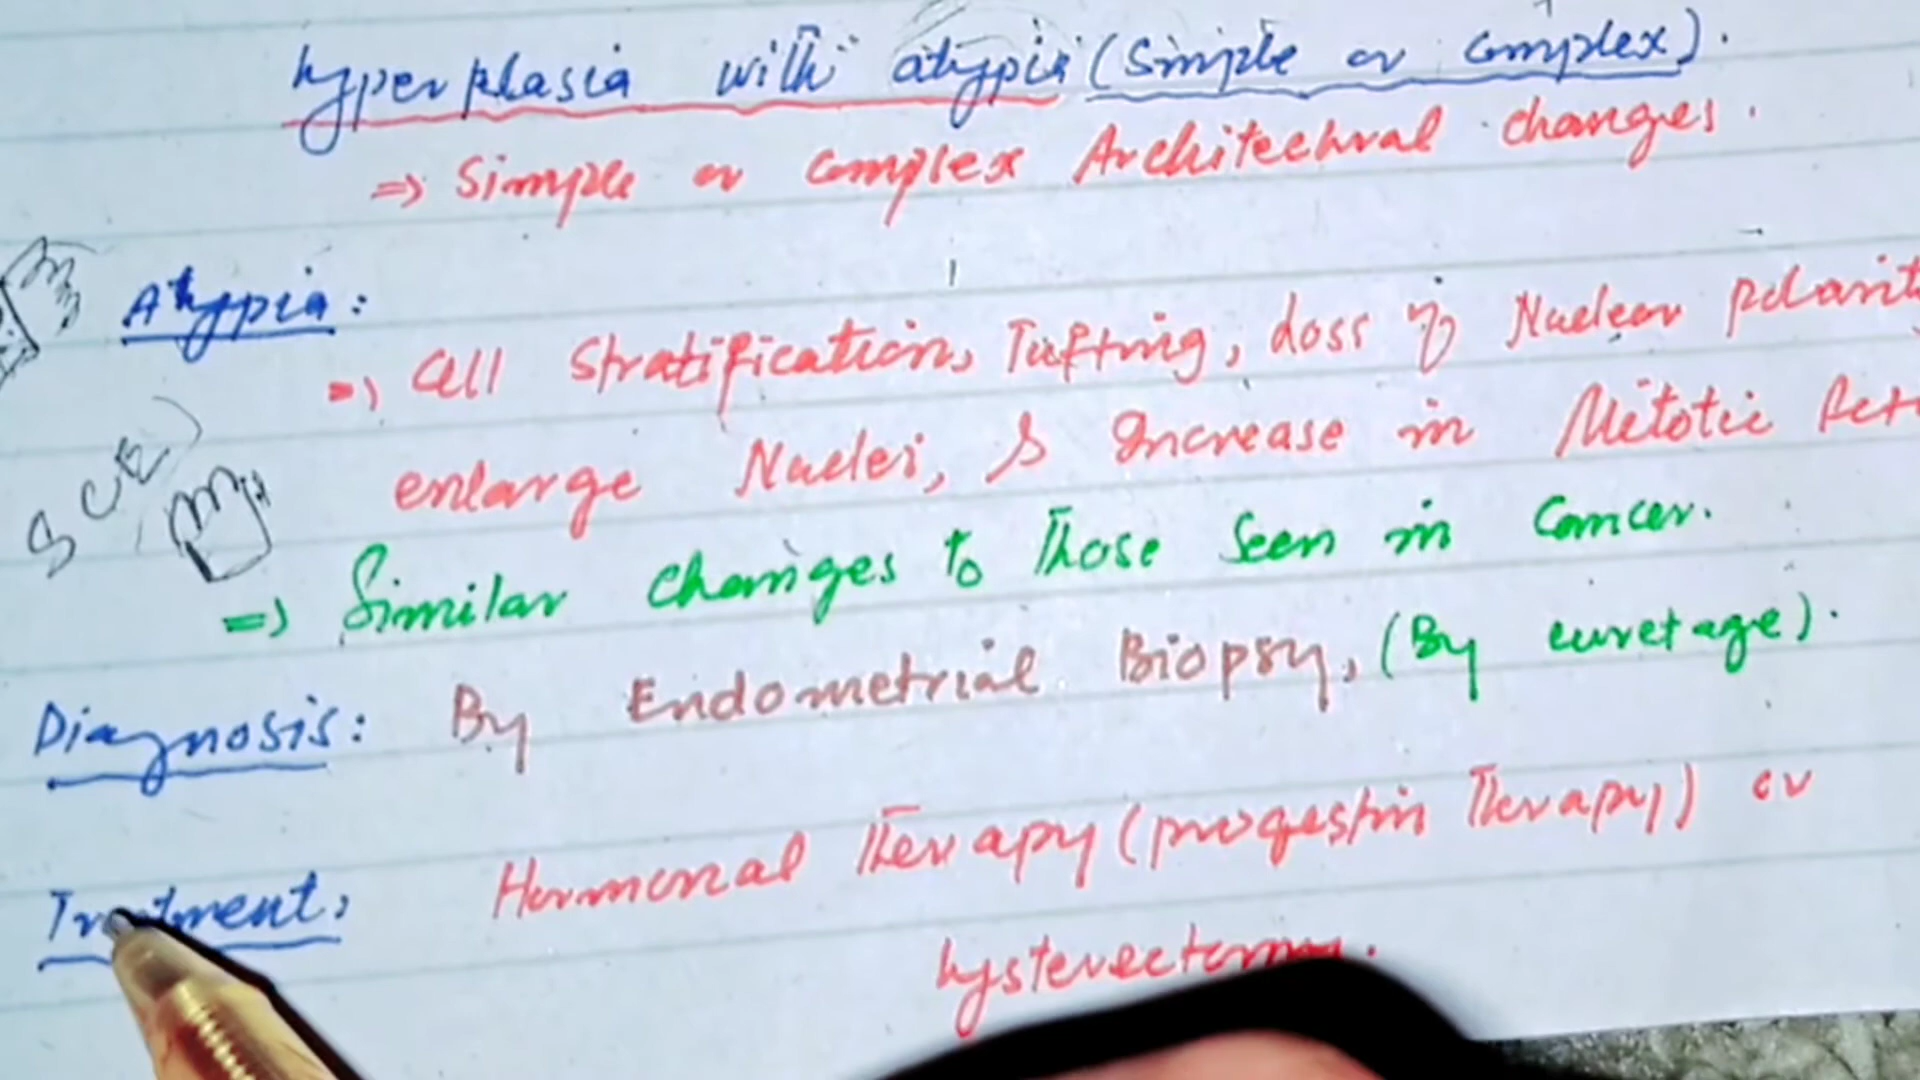 hyperplasia with atypia (Simple or complex).
=> Simple or complex Architechral changes.
Atypia:
=> Cell Stratification, Tufting, Loss of Nuclear polarit
enlarge Nuclei, & Increase in Mitotic
=> Similar changes to Those Seen in Cancer.
Diagnosis: By Endometrial Biopsy, (By curetage).
Treatment: Hormonal Therapy (progestin Therapy) or
hysterectomy.